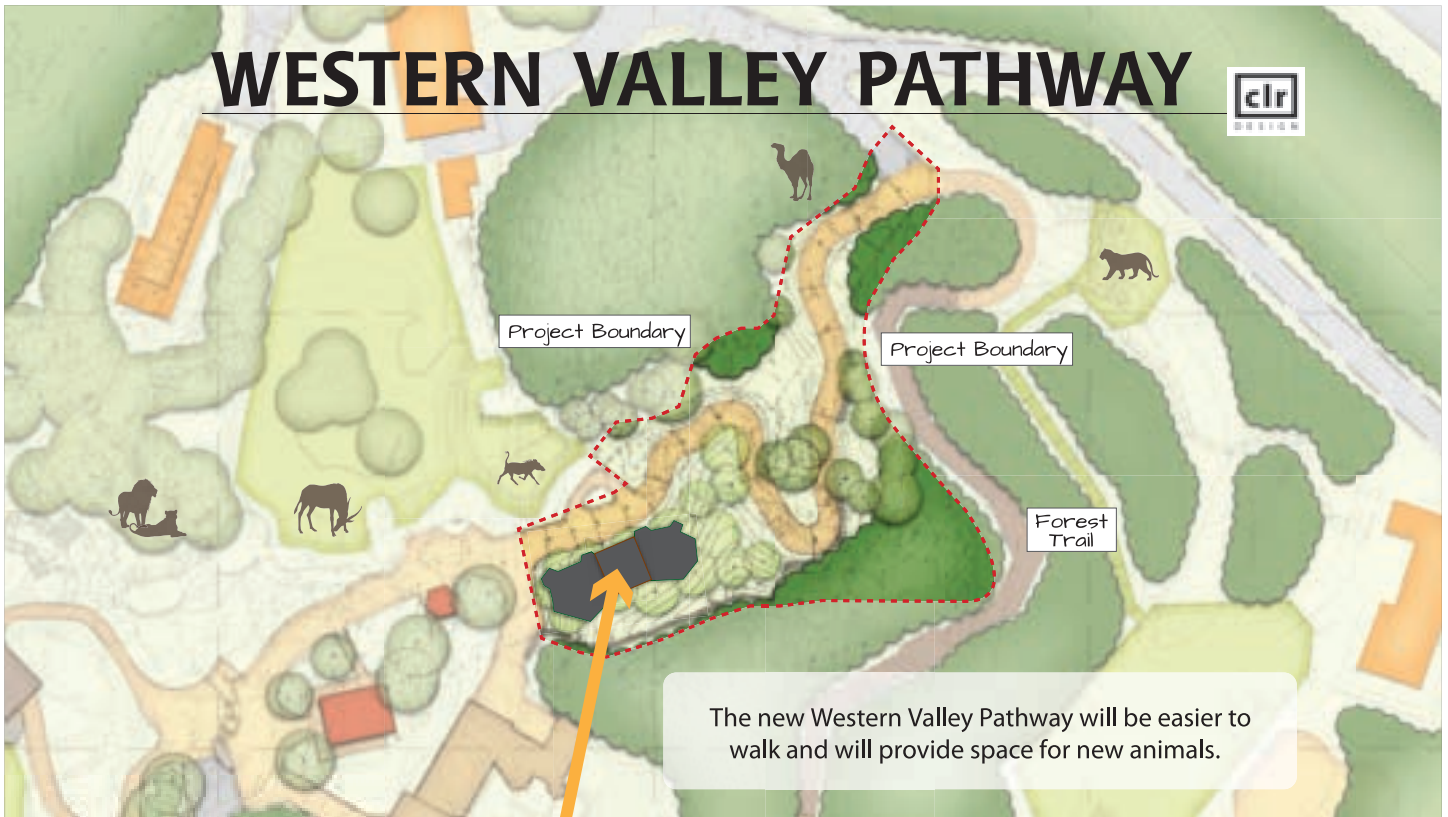 WESTERN VALLEY PATHWAY
clr
DESIGN
Project Boundary
Project Boundary
Forest
Trail
The new Western Valley Pathway will be easier to
walk and will provide space for new animals.